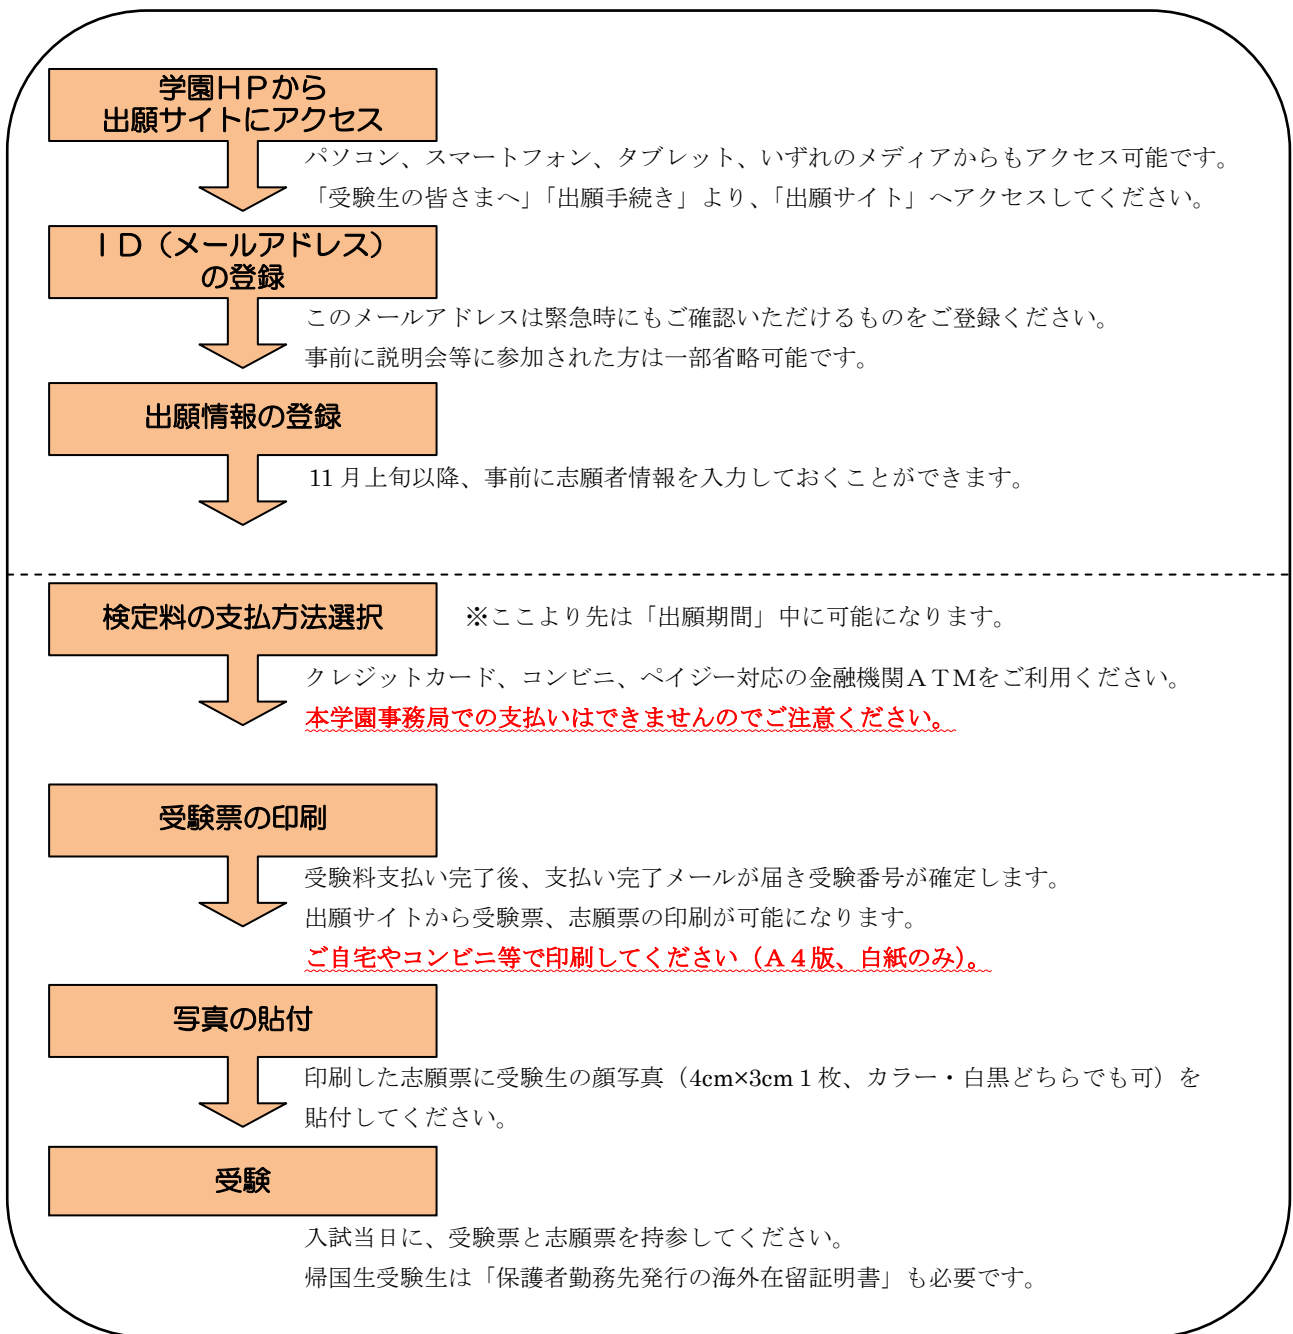 学園ＨＰから
出願サイトにアクセス
パソコン、スマートフォン、タブレット、いずれのメディアからもアクセス可能です。
「受験生の皆さまへ」「出願手続き」より、「出願サイト」へアクセスしてください。
ＩＤ（メールアドレス）
の登録
このメールアドレスは緊急時にもご確認いただけるものをご登録ください。
事前に説明会等に参加された方は一部省略可能です。
出願情報の登録
11 月上旬以降、事前に志願者情報を入力しておくことができます。
検定料の支払方法選択
※ここより先は「出願期間」中に可能になります。
クレジットカード、コンビニ、ペイジー対応の金融機関ＡＴＭをご利用ください。
本学園事務局での支払いはできませんのでご注意ください。
受験票の印刷
受験料支払い完了後、支払い完了メールが届き受験番号が確定します。
出願サイトから受験票、志願票の印刷が可能になります。
ご自宅やコンビニ等で印刷してください（Ａ４版、白紙のみ）。
写真の貼付
印刷した志願票に受験生の顔写真（4cm×3cm１枚、カラー・白黒どちらでも可）を
貼付してください。
受験
入試当日に、受験票と志願票を持参してください。
帰国生受験生は「保護者勤務先発行の海外在留証明書」も必要です。